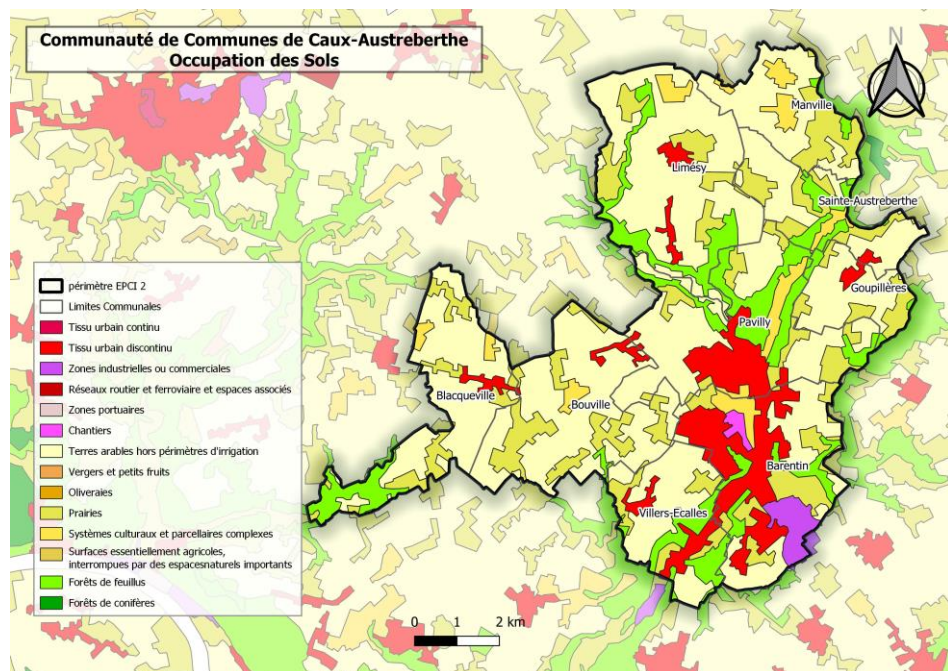 Communauté de Communes de Caux-Austreberthe
Occupation des Sols
N
Manville
Limésy
Sainte-Austreberthe
Goupillères
Pavilly
Blacqueville
Bouville
Barentin
Villers-Ecalles
périmètre EPCI 2
Limites Communales
Tissu urbain continu
Tissu urbain discontinu
Zones industrielles ou commerciales
Réseaux routier et ferroviaire et espaces associés
Zones portuaires
Chantiers
Terres arables hors périmètres d'irrigation
Vergers et petits fruits
Oliveraies
Prairies
Systèmes culturaux et parcellaires complexes
Surfaces essentiellement agricoles,
interrompues par des espacesnaturels importants
Forêts de feuillus
Forêts de conifères
0 1 2 km